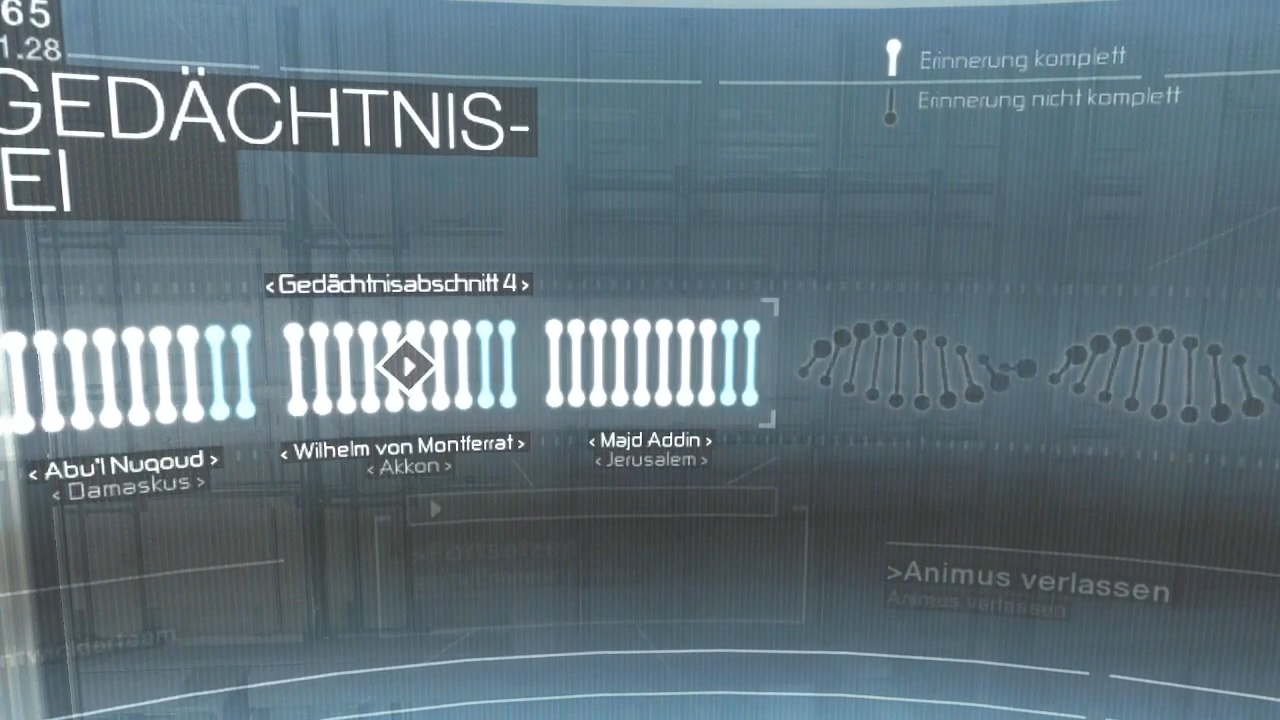 65
1.28
GEDÄCHTNIS-
EI
Erinnerung komplett
Erinnerung nicht komplett
<Gedächtnisabschnitt 4>
< Abu'l Nuqoud >
< Damaskus >
< Wilhelm von Montferrat >
< Akkon >
< Majd Addin >
< Jerusalem >
>Animus verlassen
Animus verlassen